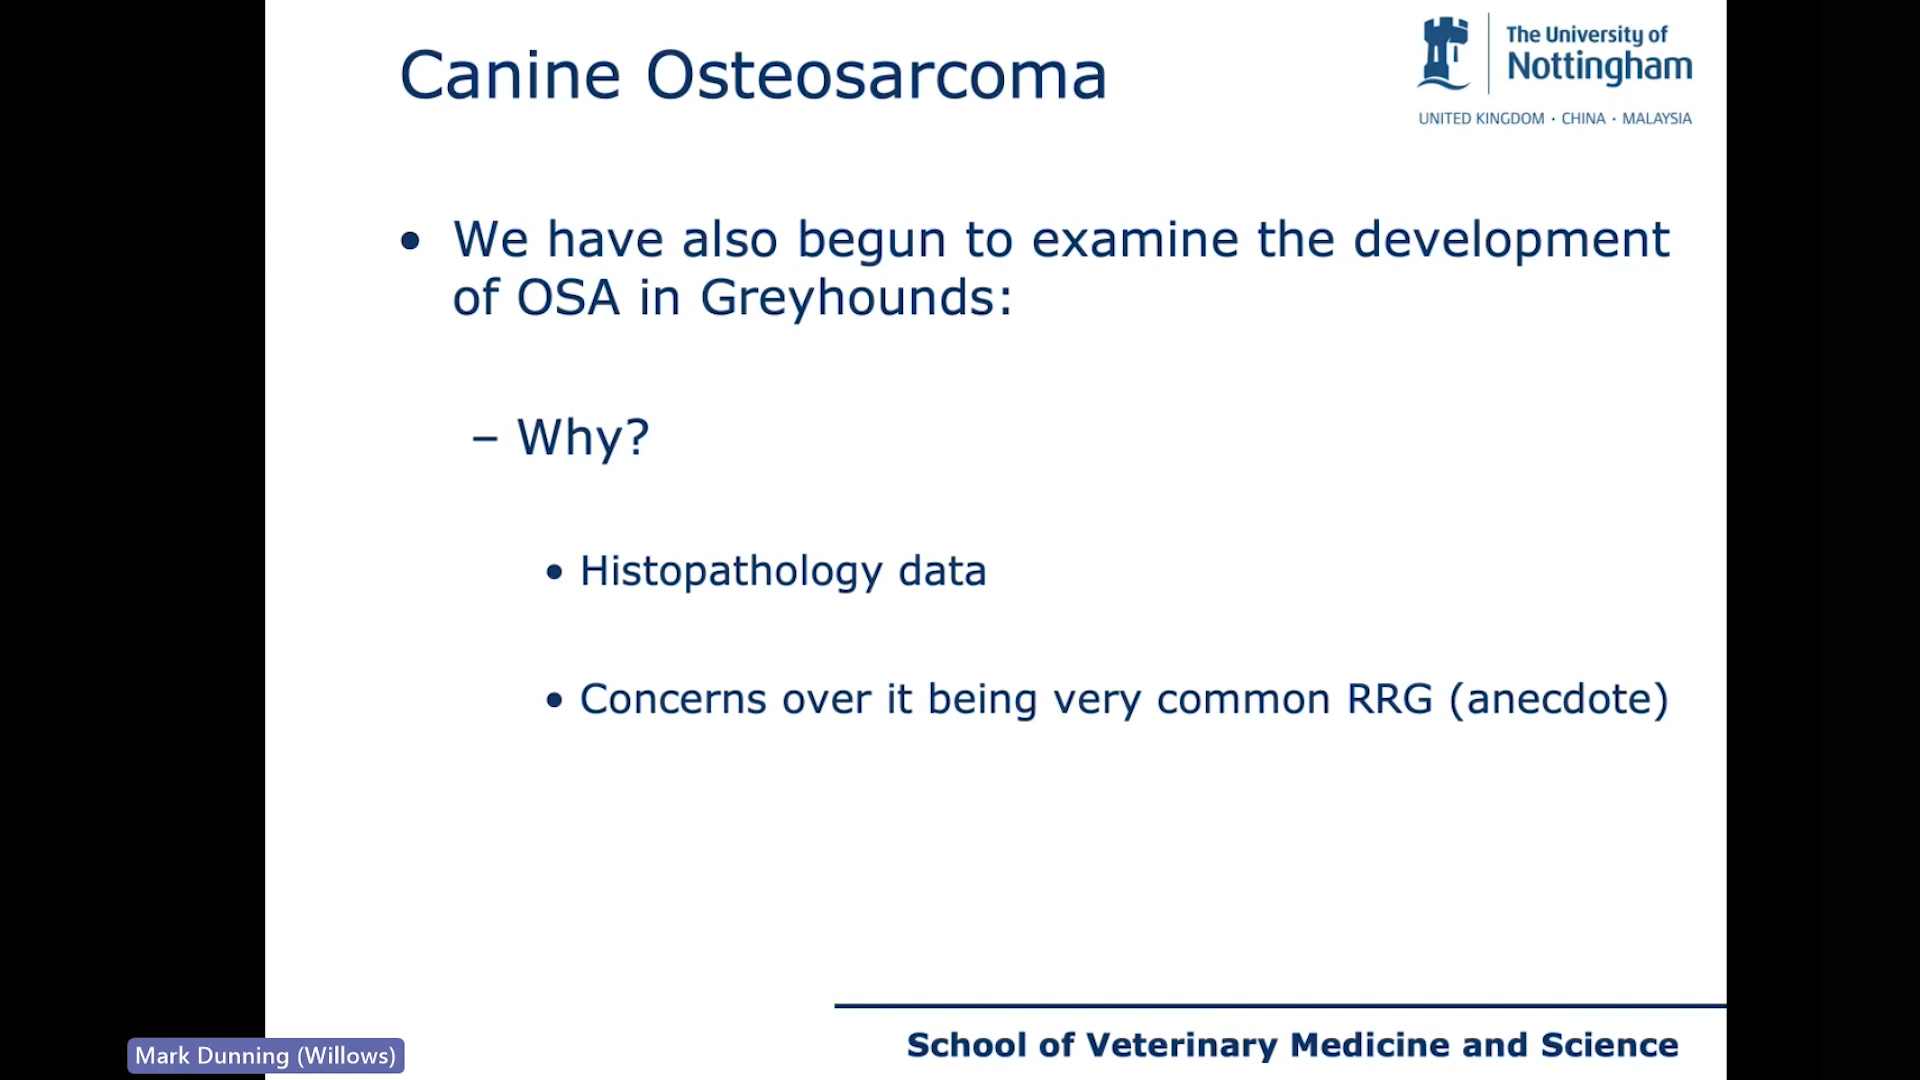 Canine Osteosarcoma
The University of
Nottingham
UNITED KINGDOM · CHINA · MALAYSIA
• We have also begun to examine the development
of OSA in Greyhounds:
– Why?
• Histopathology data
• Concerns over it being very common RRG (anecdote)
School of Veterinary Medicine and Science
Mark Dunning (Willows)